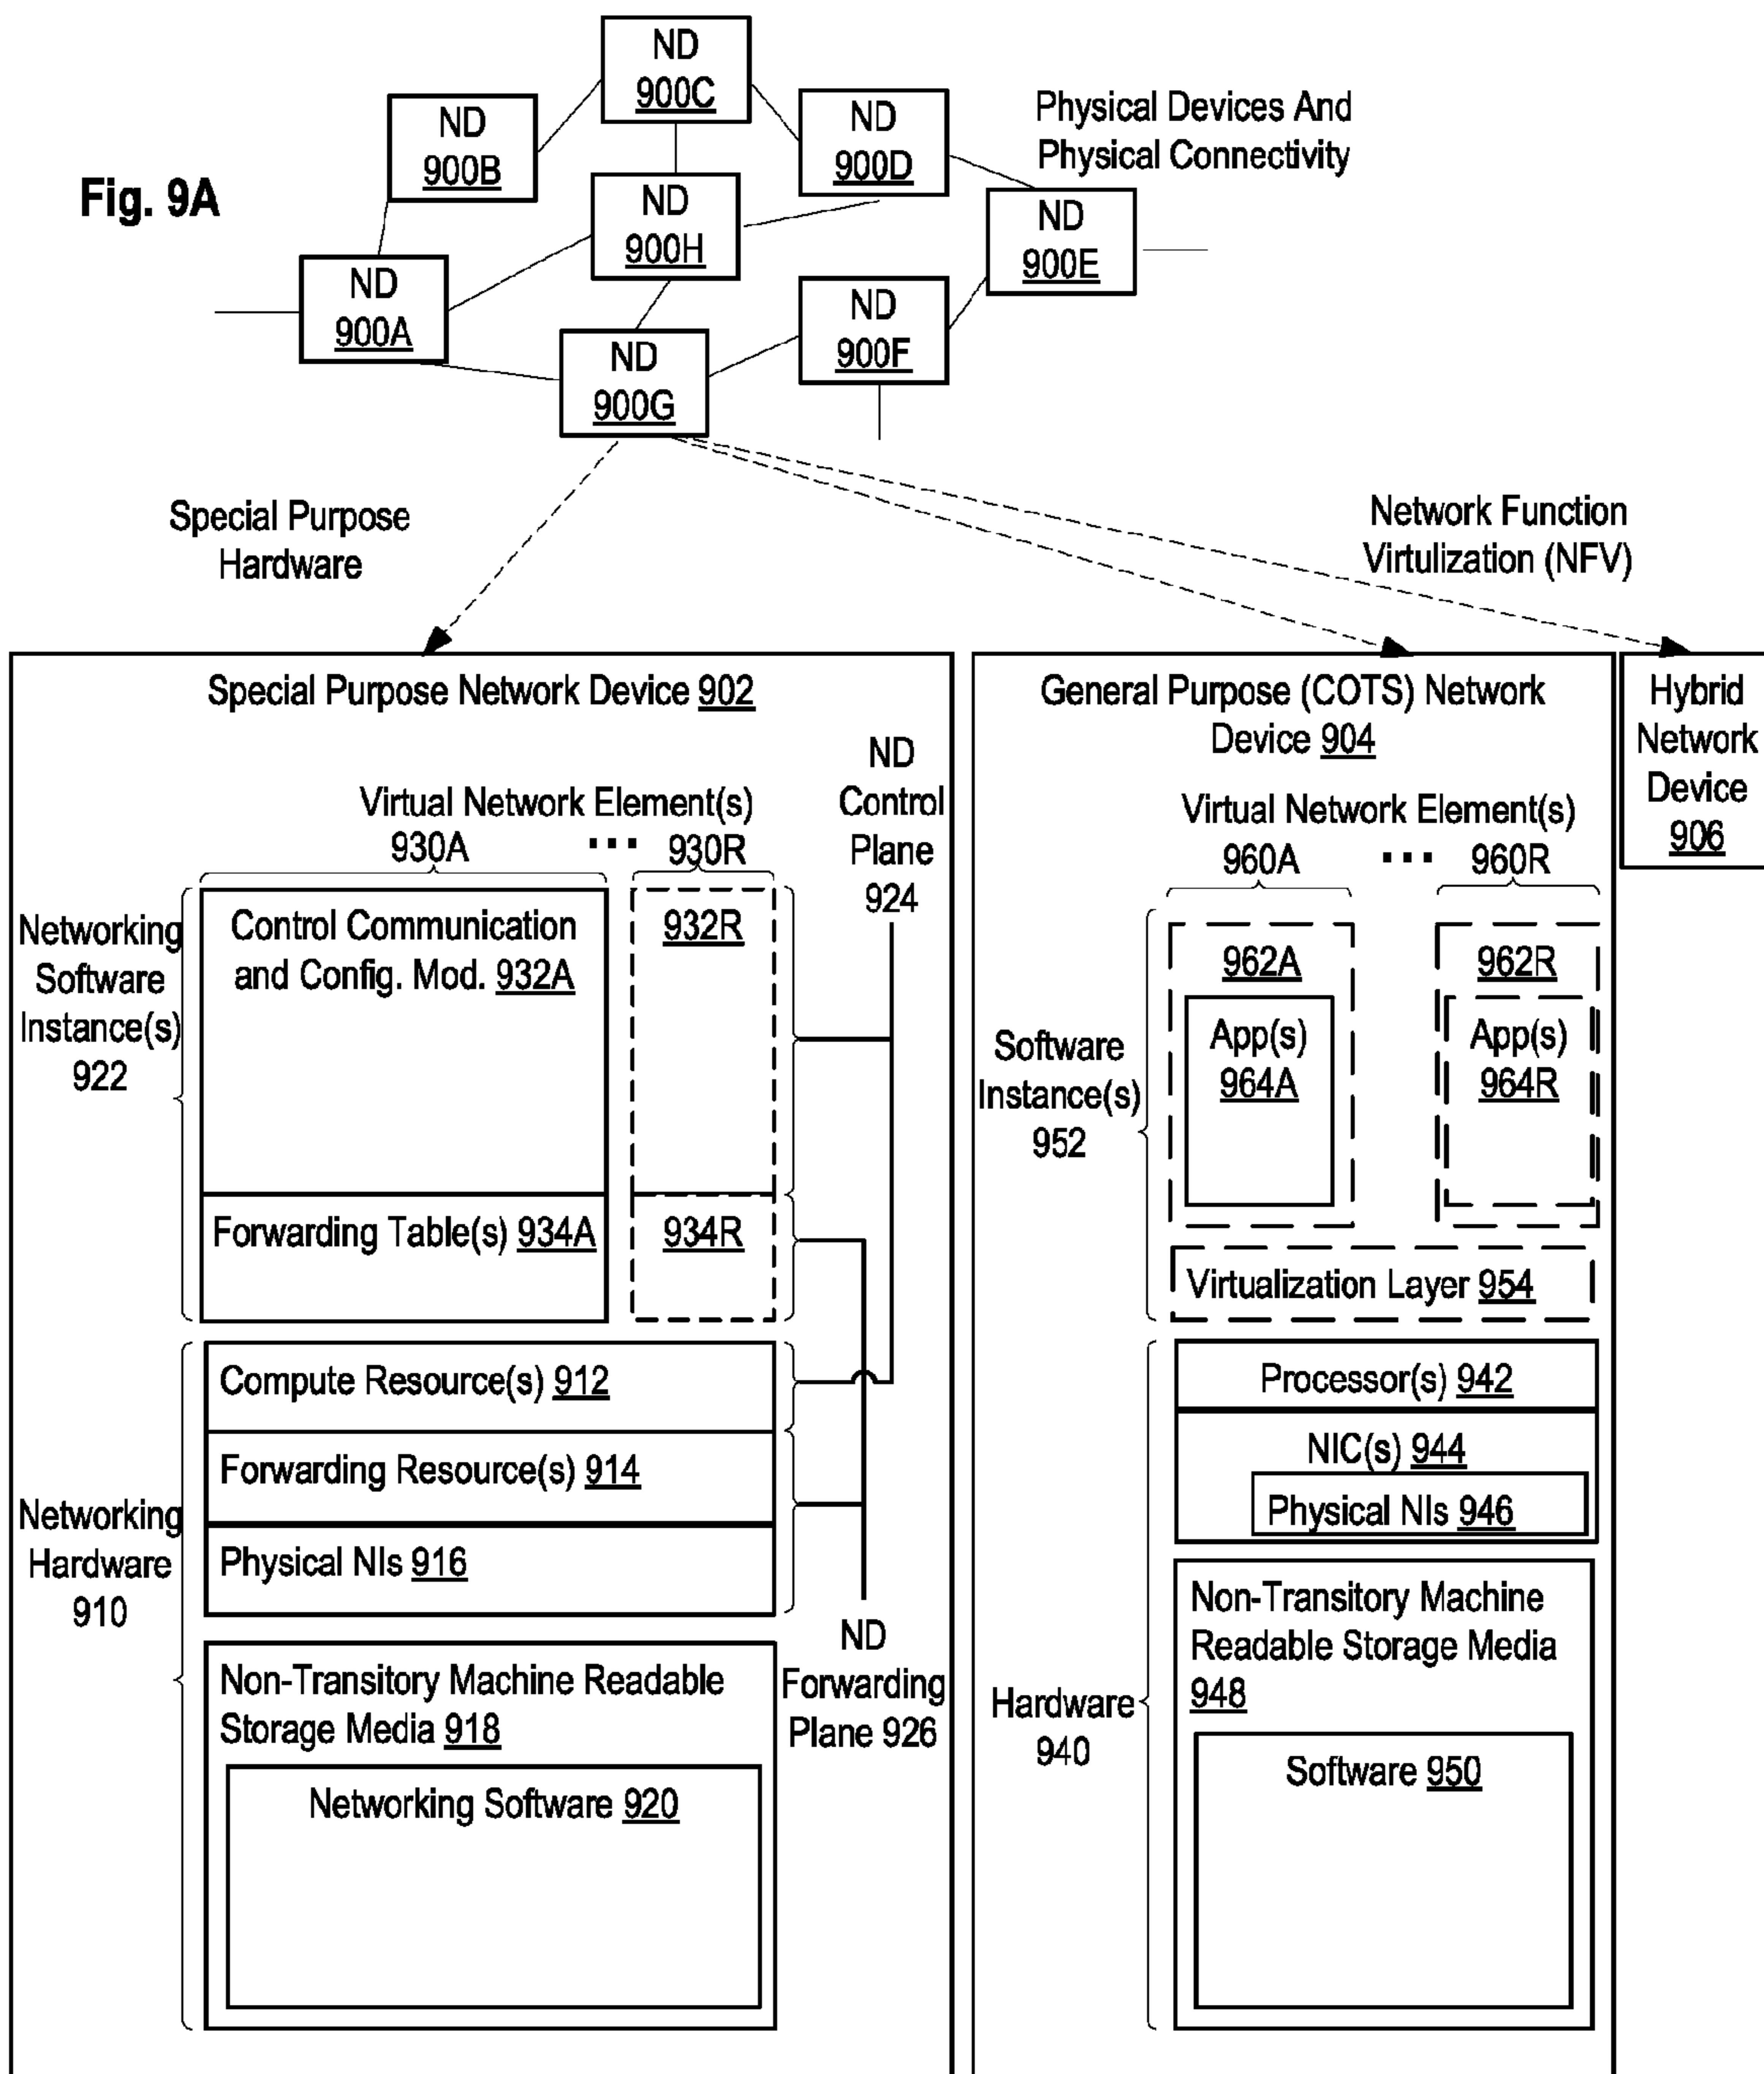 Fig. 9A
ND
900C
ND
900B
ND
900D
Physical Devices And
Physical Connectivity
ND
900H
ND
900E
ND
900A
ND
900F
ND
900G
Special Purpose
Hardware
Network Function
Virtulization (NFV)
Special Purpose Network Device 902
ND
Control
Plane
924
Virtual Network Element(s)
930A ... 930R
Networking
Software
Instance(s)
922
Control Communication
and Config. Mod. 932A
932R
Forwarding Table(s) 934A
934R
Networking
Hardware
910
Compute Resource(s) 912
Forwarding Resource(s) 914
Physical NIs 916
ND
Forwarding
Plane 926
Non-Transitory Machine Readable
Storage Media 918
Networking Software 920
General Purpose (COTS) Network
Device 904
Virtual Network Element(s)
960A ... 960R
Software
Instance(s)
952
962A
App(s)
964A
962R
App(s)
964R
Virtualization Layer 954
Hardware
940
Processor(s) 942
NIC(s) 944
Physical NIs 946
Non-Transitory Machine
Readable Storage Media
948
Software 950
Hybrid
Network
Device
906